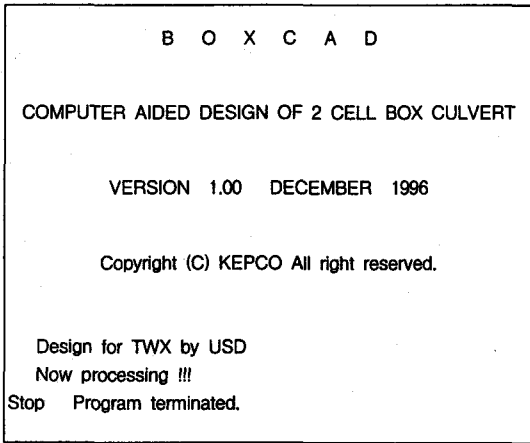 B O X C A D
COMPUTER AIDED DESIGN OF 2 CELL BOX CULVERT
VERSION 1.00 DECEMBER 1996
Copyright (C) KEPCO All right reserved.
Design for TWX by USD
Now processing !!!
Stop Program terminated.